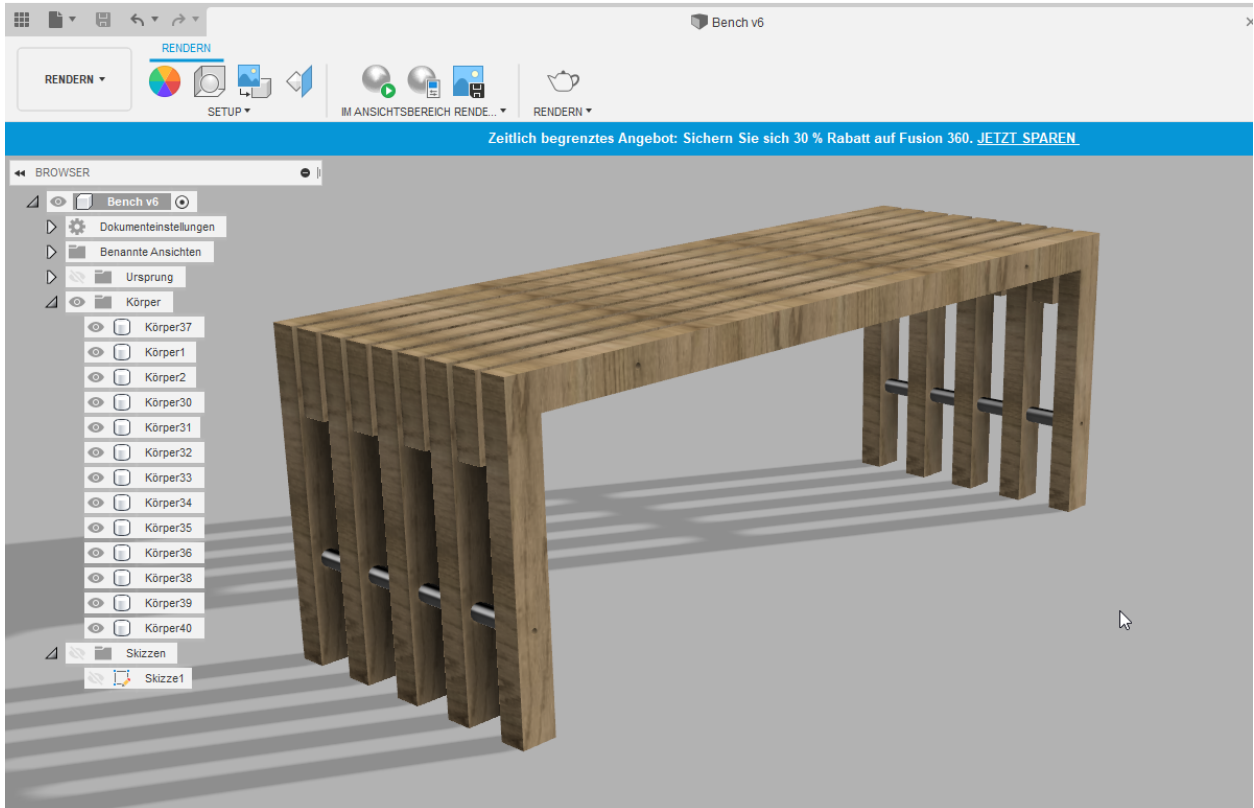 Bench v6
RENDERN
RENDERN
SETUP
IM ANSICHTSBEREICH RENDE...
RENDERN
Zeitlich begrenztes Angebot: Sichern Sie sich 30 % Rabatt auf Fusion 360. JETZT SPAREN
BROWSER
Bench v6
Dokumenteinstellungen
Benannte Ansichten
Ursprung
Körper
Körper37
Körper1
Körper2
Körper30
Körper31
Körper32
Körper33
Körper34
Körper35
Körper36
Körper38
Körper39
Körper40
Skizzen
Skizze1